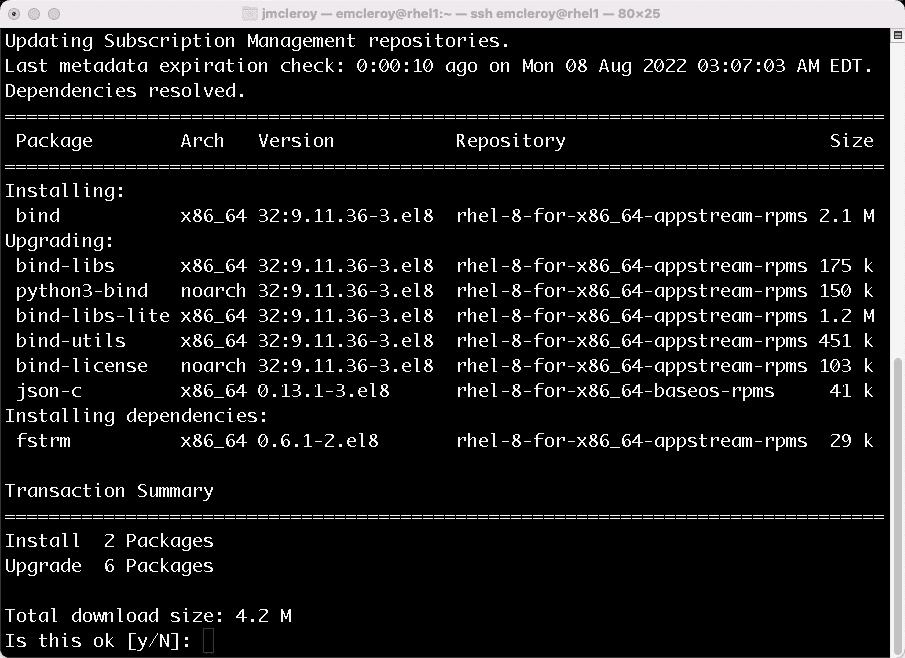 jmcleroy — emcleroy@rhel1:~ — ssh emcleroy@rhel1 — 80×25
Updating Subscription Management repositories.
Last metadata expiration check: 0:00:10 ago on Mon 08 Aug 2022 03:07:03 AM EDT.
Dependencies resolved.
================================================================================
Package Arch Version Repository Size
================================================================================
Installing:
bind x86_64 32:9.11.36-3.el8 rhel-8-for-x86_64-appstream-rpms 2.1 M
Upgrading:
bind-libs x86_64 32:9.11.36-3.el8 rhel-8-for-x86_64-appstream-rpms 175 k
python3-bind noarch 32:9.11.36-3.el8 rhel-8-for-x86_64-appstream-rpms 150 k
bind-libs-lite x86_64 32:9.11.36-3.el8 rhel-8-for-x86_64-appstream-rpms 1.2 M
bind-utils x86_64 32:9.11.36-3.el8 rhel-8-for-x86_64-appstream-rpms 451 k
bind-license noarch 32:9.11.36-3.el8 rhel-8-for-x86_64-appstream-rpms 103 k
json-c x86_64 0.13.1-3.el8 rhel-8-for-x86_64-baseos-rpms 41 k
Installing dependencies:
fstrm x86_64 0.6.1-2.el8 rhel-8-for-x86_64-appstream-rpms 29 k
Transaction Summary
================================================================================
Install 2 Packages
Upgrade 6 Packages
Total download size: 4.2 M
Is this ok [y/N]: